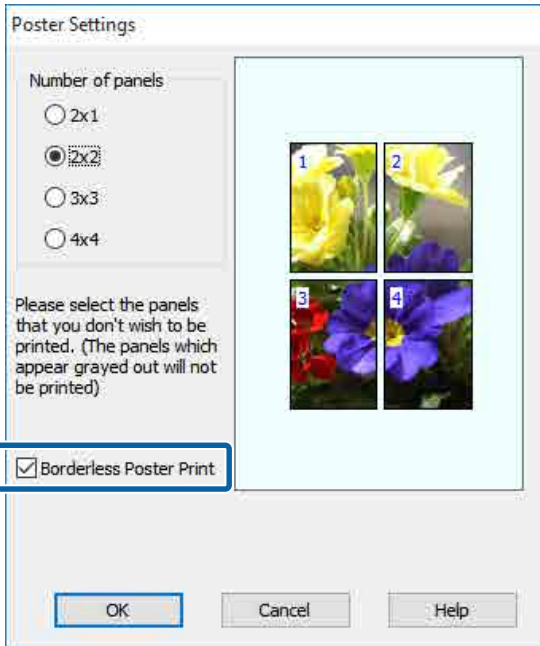 Poster Settings
Number of panels
2x1
2x2
3x3
4x4
1
2
3
4
Please select the panels
that you don't wish to be
printed. (The panels which
appear grayed out will not
be printed)
Borderless Poster Print
OK
Cancel
Help